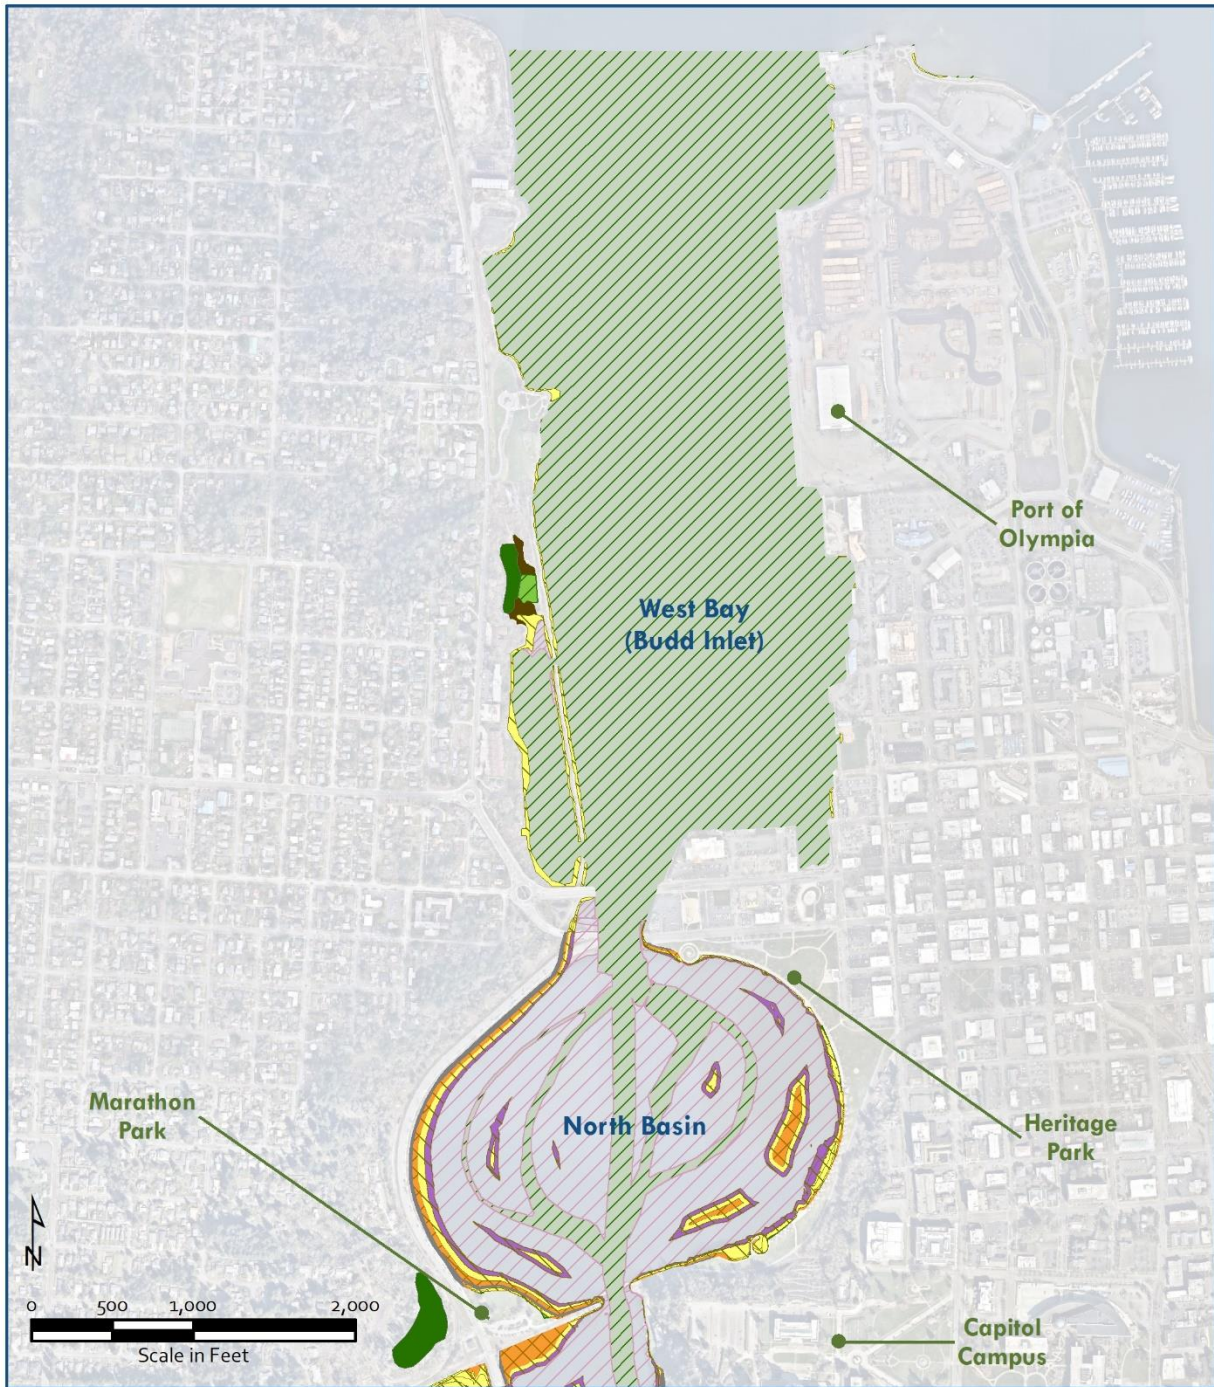 Port of
Olympia
West Bay
(Budd Inlet)
Marathon
Park
North Basin
Heritage
Park
N
0 500 1,000 2,000
Scale in Feet
Capitol
Campus